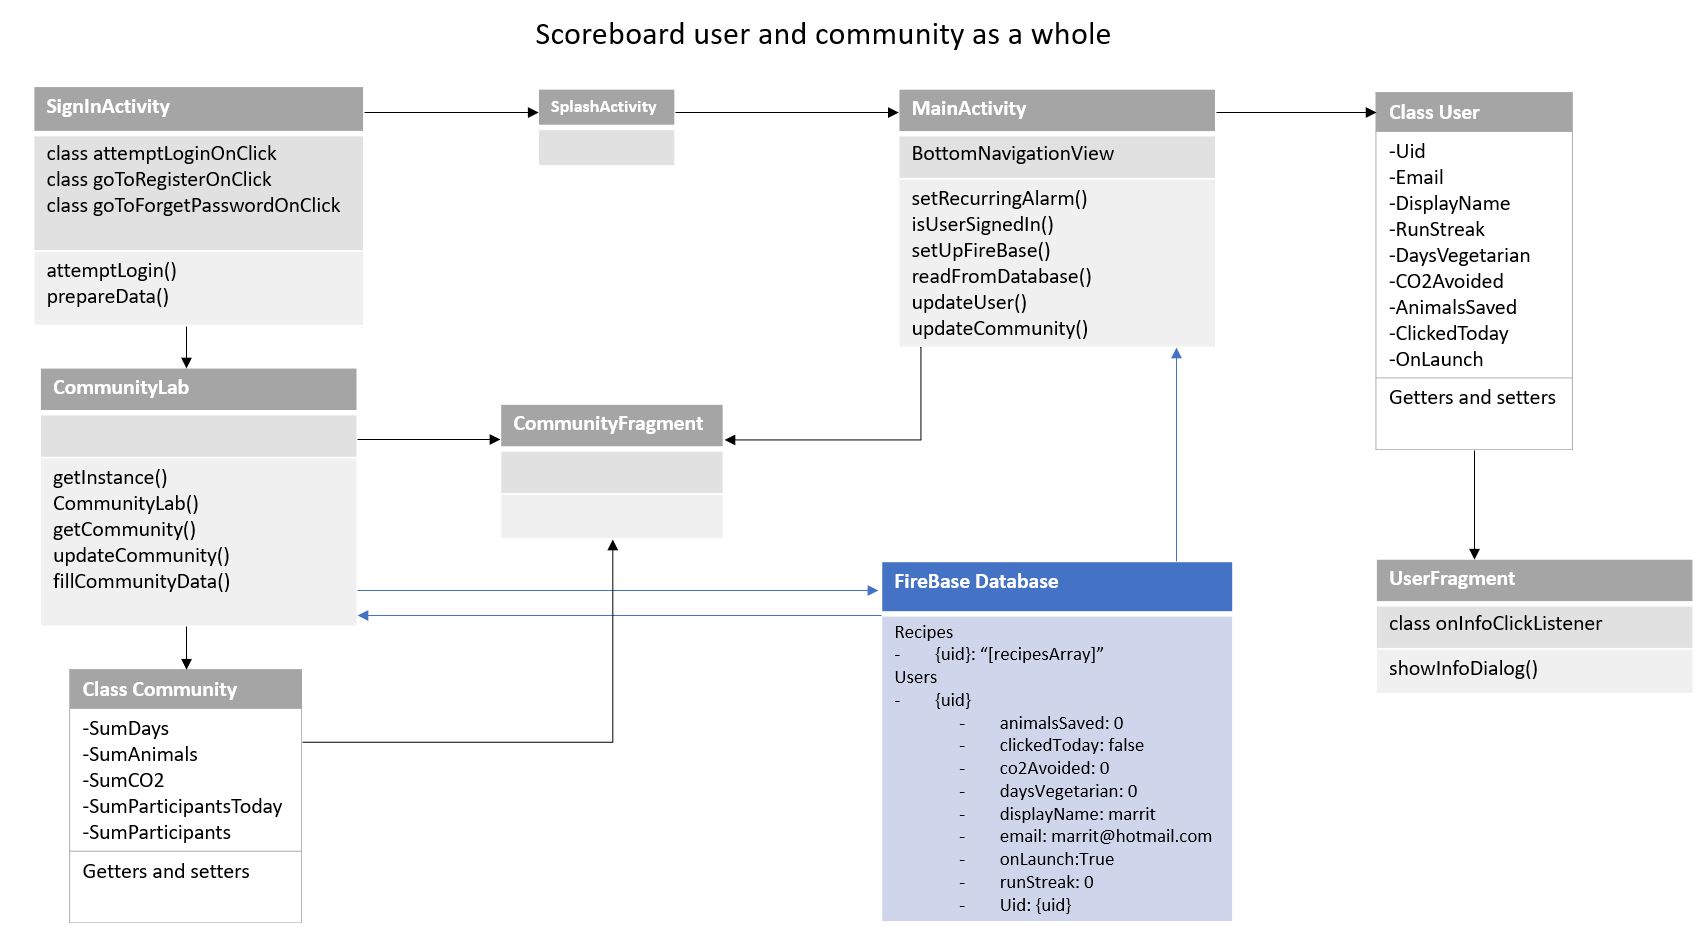 Scoreboard user and community as a whole
SignInActivity
class attemptLoginOnClick
class goToRegisterOnClick
class goToForgetPasswordOnClick
attemptLogin()
prepareData()
SplashActivity
MainActivity
BottomNavigationView
setRecurringAlarm()
isUserSignedIn()
setUpFireBase()
readFromDatabase()
updateUser()
updateCommunity()
Class User
-Uid
-Email
-DisplayName
-RunStreak
-DaysVegetarian
-CO2Avoided
-AnimalsSaved
-ClickedToday
-OnLaunch
Getters and setters
CommunityLab
getInstance()
CommunityLab()
getCommunity()
updateCommunity()
fillCommunityData()
CommunityFragment
FireBase Database
Recipes
- {uid}: “[recipesArray]”
Users
- {uid}
- animalsSaved: 0
- clickedToday: false
- co2Avoided: 0
- daysVegetarian: 0
- displayName: marrit
- email: marrit@hotmail.com
- onLaunch:True
- runStreak: 0
- Uid: {uid}
UserFragment
class onInfoClickListener
showInfoDialog()
Class Community
-SumDays
-SumAnimals
-SumCO2
-SumParticipantsToday
-SumParticipants
Getters and setters